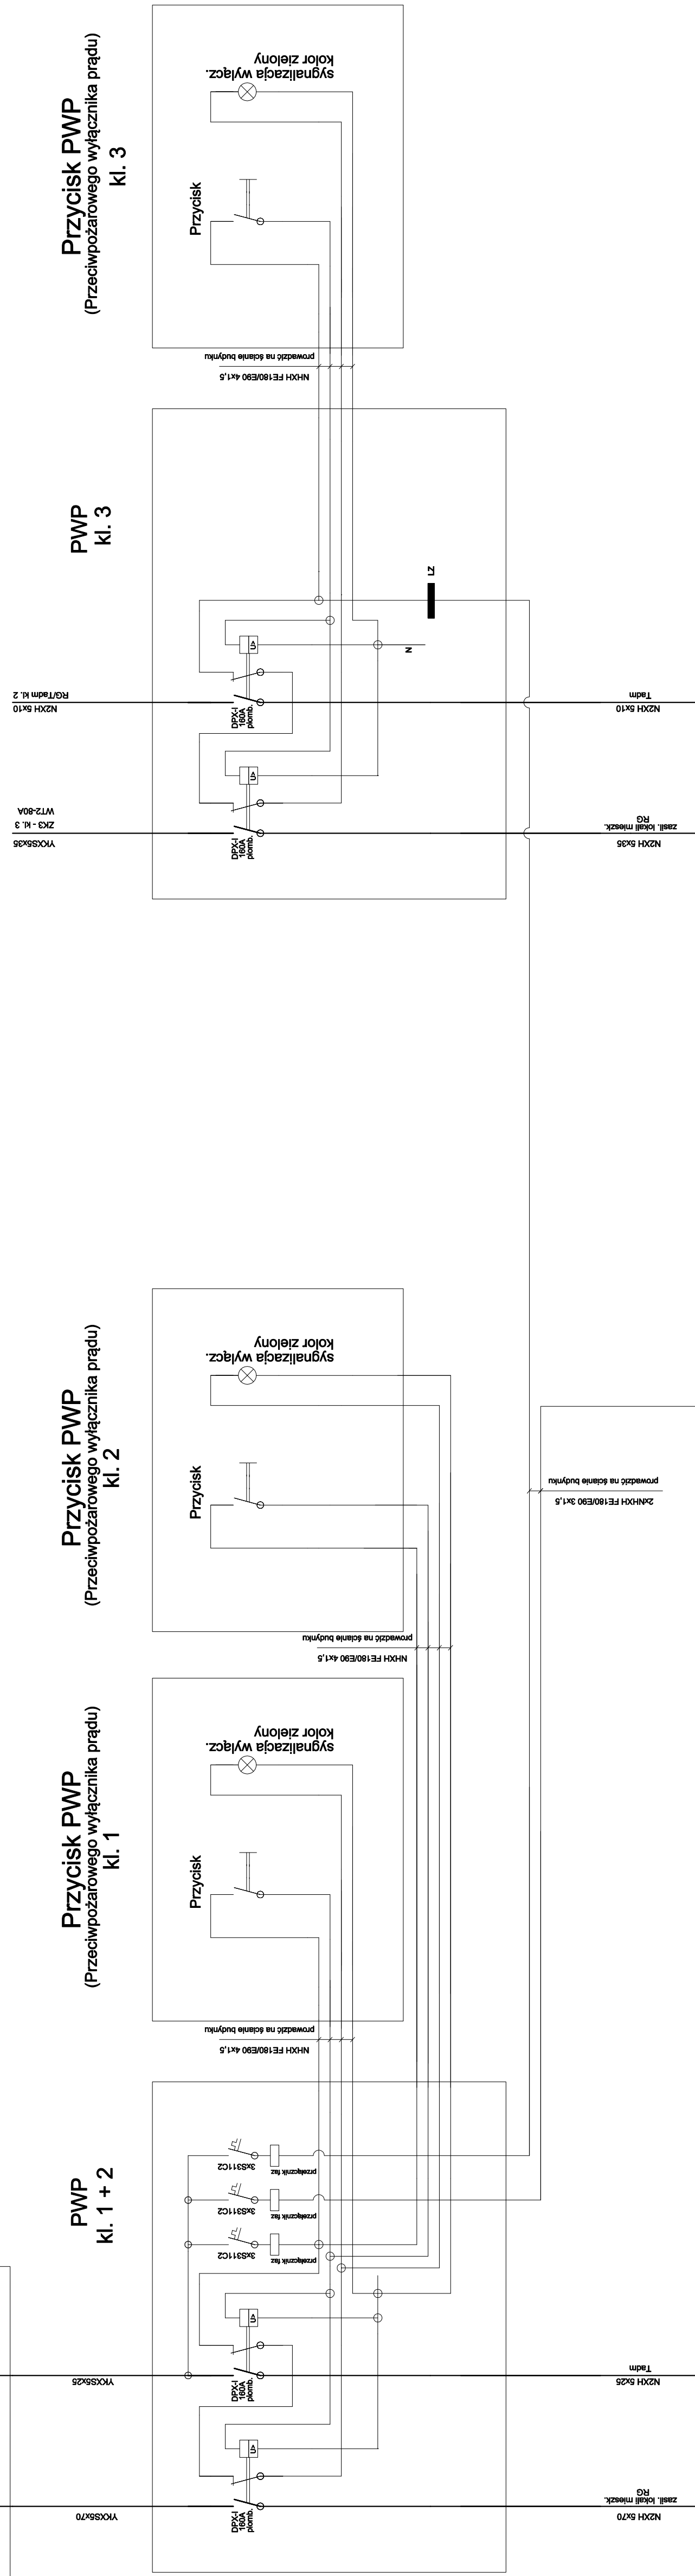 Przycisk PWP
(Przeciwpożarowego wyłącznika prądu)
kl. 3
sygnalizacja wyłącz.
kolor zielony
Przycisk
NHXH FE180/E90 4x1,5
prowadzić na ścianie budynku
PWP
kl. 3
LZ
N
U<
DPX-I
160A
plomb.
N2XH 5x10
RG/Tadm kl. 2
N2XH 5x10
Tadm
U<
DPX-I
160A
plomb.
YKXS5x35
ZK3 - kl. 3
WT2-80A
N2XH 5x35
zasil. lokali mieszk.
RG
Przycisk PWP
(Przeciwpożarowego wyłącznika prądu)
kl. 2
sygnalizacja wyłącz.
kolor zielony
Przycisk
NHXH FE180/E90 4x1,5
prowadzić na ścianie budynku
2xNHXH FE180/E90 3x1,5
prowadzić na ścianie budynku
Przycisk PWP
(Przeciwpożarowego wyłącznika prądu)
kl. 1
sygnalizacja wyłącz.
kolor zielony
Przycisk
NHXH FE180/E90 4x1,5
prowadzić na ścianie budynku
PWP
kl. 1 + 2
3xS311C2
przełącznik faz
3xS311C2
przełącznik faz
3xS311C2
przełącznik faz
U<
DPX-I
160A
plomb.
YKXS5x25
N2XH 5x25
Tadm
U<
DPX-I
160A
plomb.
YKXS5x70
N2XH 5x70
zasil. lokali mieszk.
RG